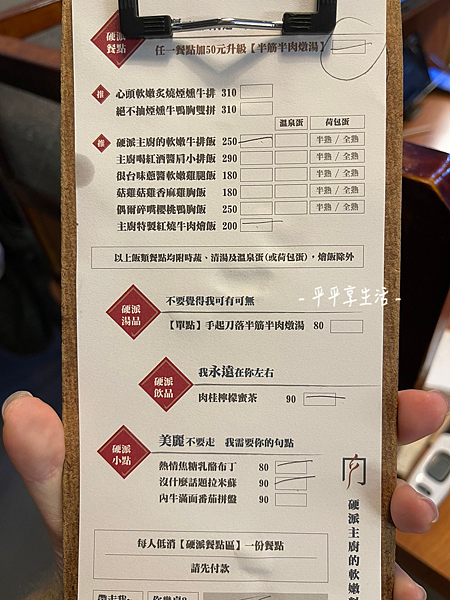 硬派
餐點
任一餐點加50元升級【半筋半肉燉湯】
推 心頭軟嫩炙燒煙燻牛排 310
絕不抽煙燻牛鴨胸雙拼 310
溫泉蛋 荷包蛋
推 硬派主廚的軟嫩牛排飯 250 半熟/全熟
主廚喝紅酒醬肩小排飯 290 半熟/全熟
很台味蔥醬軟嫩雞腿飯 180 半熟/全熟
菇雞菇雞香麻雞胸飯 180 半熟/全熟
偶爾碎嘴櫻桃鴨胸飯 250 半熟/全熟
主廚特製紅燒牛肉燴飯 200
以上飯類餐點均附時蔬、清湯及溫泉蛋(或荷包蛋),燴飯除外
- 平平享生活 -
硬派
湯品
不要覺得我可有可無
【單點】手起刀落半筋半肉燉湯 80
硬派
飲品
我永遠在你左右
肉桂檸檬蜜茶 90
硬派
小點
美麗不要走 我需要你的句點
熱情焦糖乳酪布丁 80
沒什麼話題拉米蘇 90
內牛滿面番茄拼盤 90
肉
硬派主廚的軟嫩
每人低消【硬派餐點區】一份餐點
請先付款